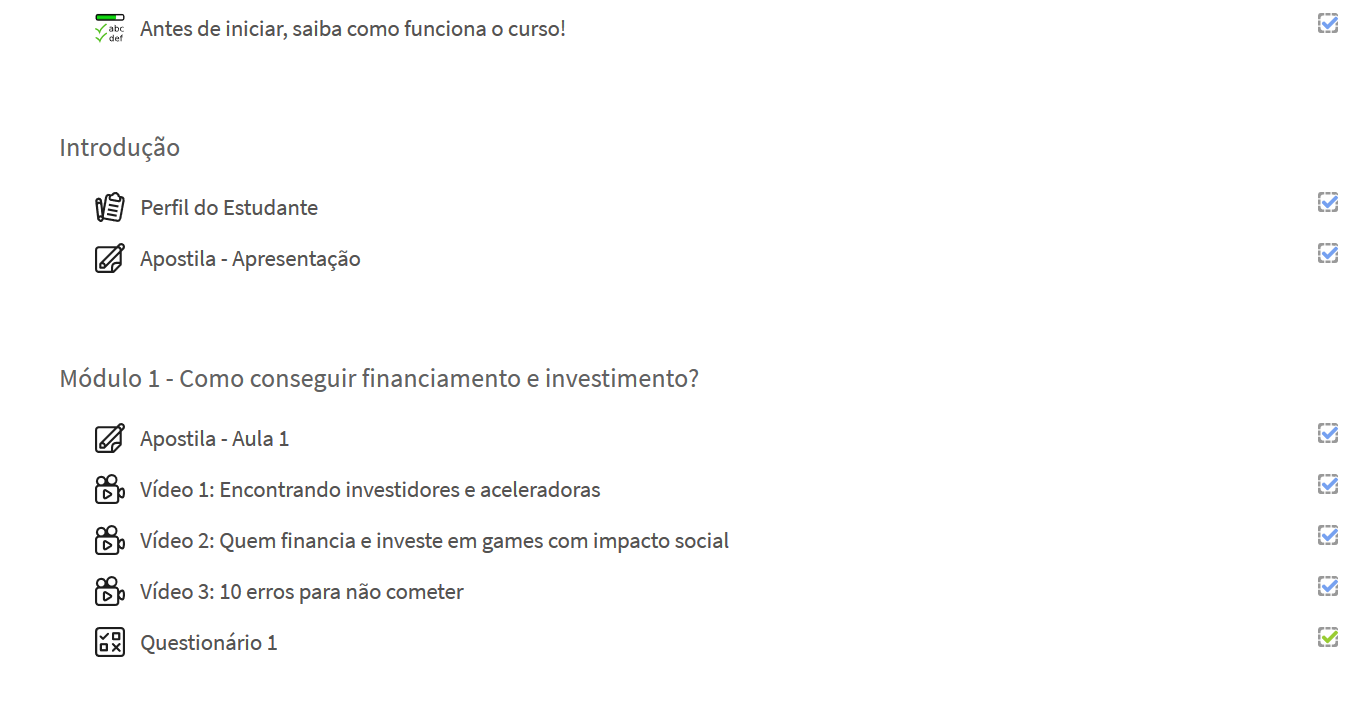 abc
def
Antes de iniciar, saiba como funciona o curso!
Introdução
Perfil do Estudante
Apostila - Apresentação
Módulo 1 - Como conseguir financiamento e investimento?
Apostila - Aula 1
Vídeo 1: Encontrando investidores e aceleradoras
Vídeo 2: Quem financia e investe em games com impacto social
Vídeo 3: 10 erros para não cometer
Questionário 1